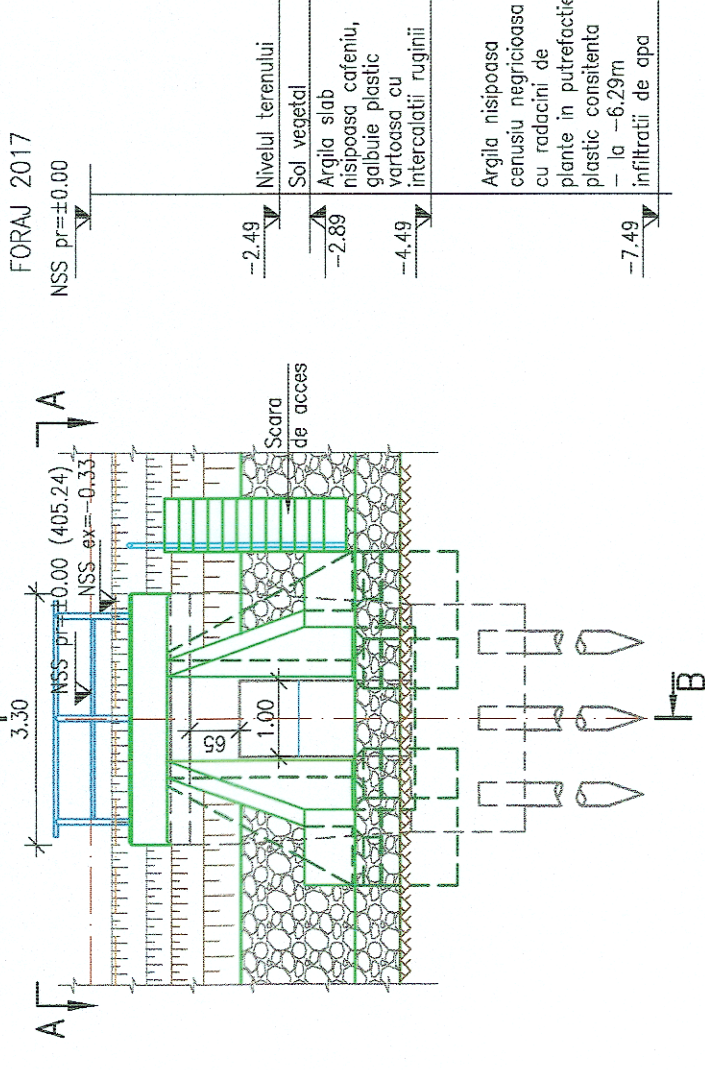 FORAJ 2017
NSS pr=±0.00
-2.49
Nivelul terenului
Sol vegetal
-2.89
Argila slab
nisipoasa cafeniu,
galbuie plastic
vartoasa cu
intercalatii ruginii
-4.49
Argila nisipoasa
cenusiu negricioasa
cu radacini de
plante in putrefactie
plastic consitenta
- la -6.29m
infiltratii de apa
-7.49
A
A
3.30
NSS pr=±0.00 (405.24)
NSS ex=-0.33
Scara
de acces
65
1.00
B